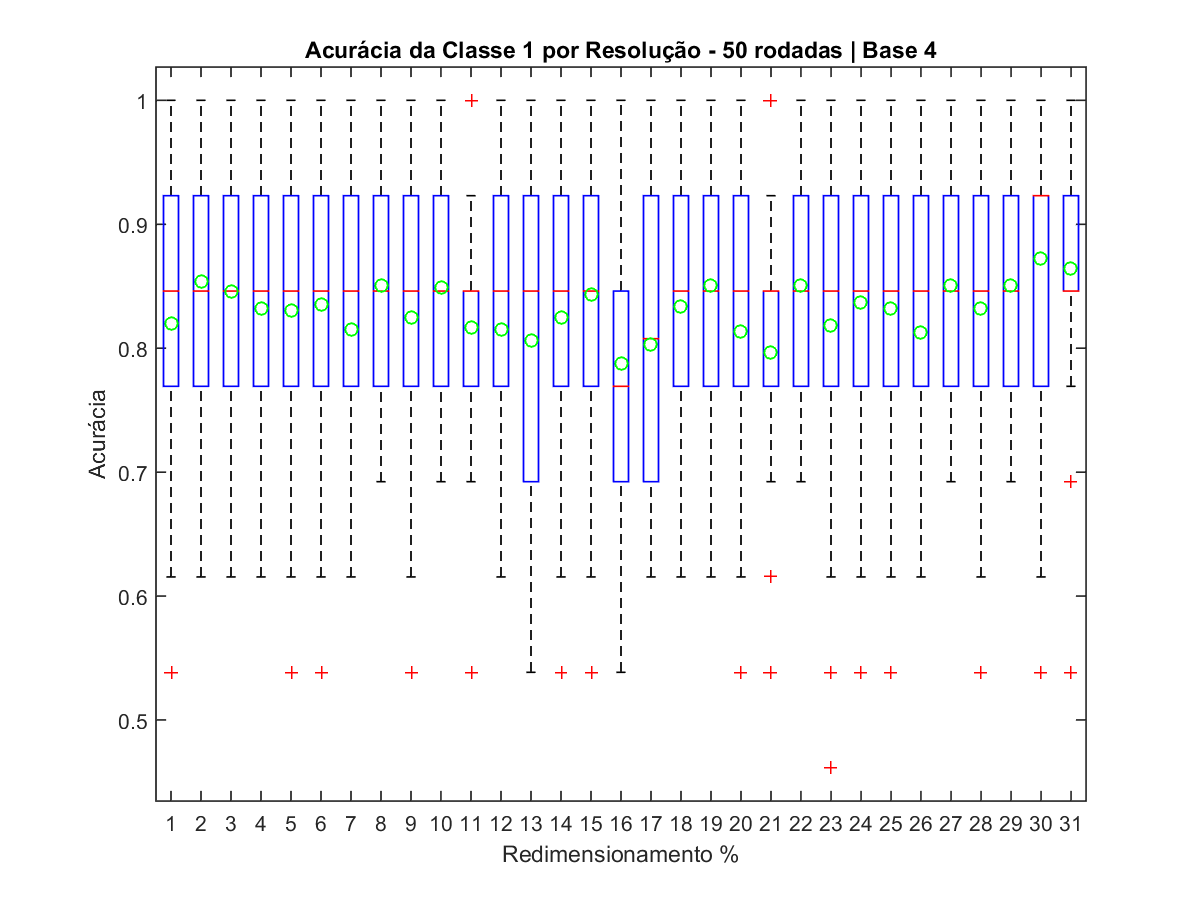 Acurácia da Classe 1 por Resolução - 50 rodadas | Base 4
1
0.9
0.8
0.7
0.6
0.5
Acurácia
1 2 3 4 5 6 7 8 9 10 11 12 13 14 15 16 17 18 19 20 21 22 23 24 25 26 27 28 29 30 31
Redimensionamento %